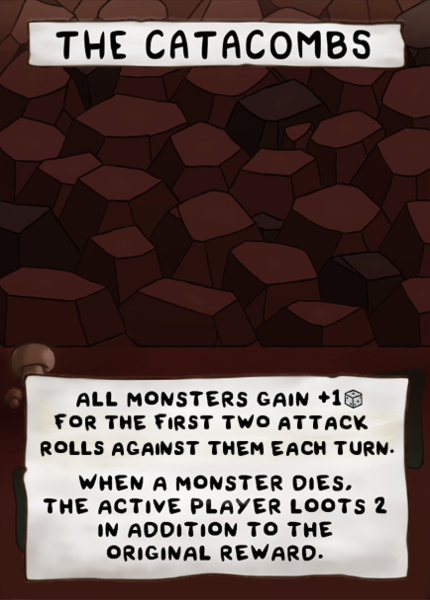 THE CATACOMBS
ALL MONSTERS GAIN +1
FOR THE FIRST TWO ATTACK
ROLLS AGAINST THEM EACH TURN.
WHEN A MONSTER DIES,
THE ACTIVE PLAYER LOOTS 2
IN ADDITION TO THE
ORIGINAL REWARD.